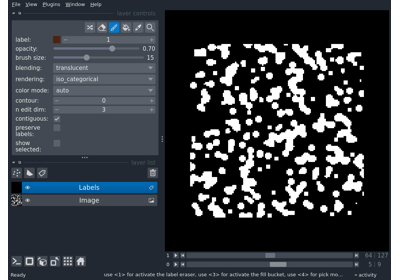 File View Plugins Window Help
layer controls
label: 1
opacity: 0.70
brush size: 15
blending: translucent
rendering: iso_categorical
color mode: auto
contour: 0
n edit dim: 3
contiguous:
preserve
labels:
show
selected:
layer list
Labels
Image
1 64 127
0 5 9
Ready use <1> for activate the label eraser, use <3> for activate the fill bucket, use <4> for pick mo... activity